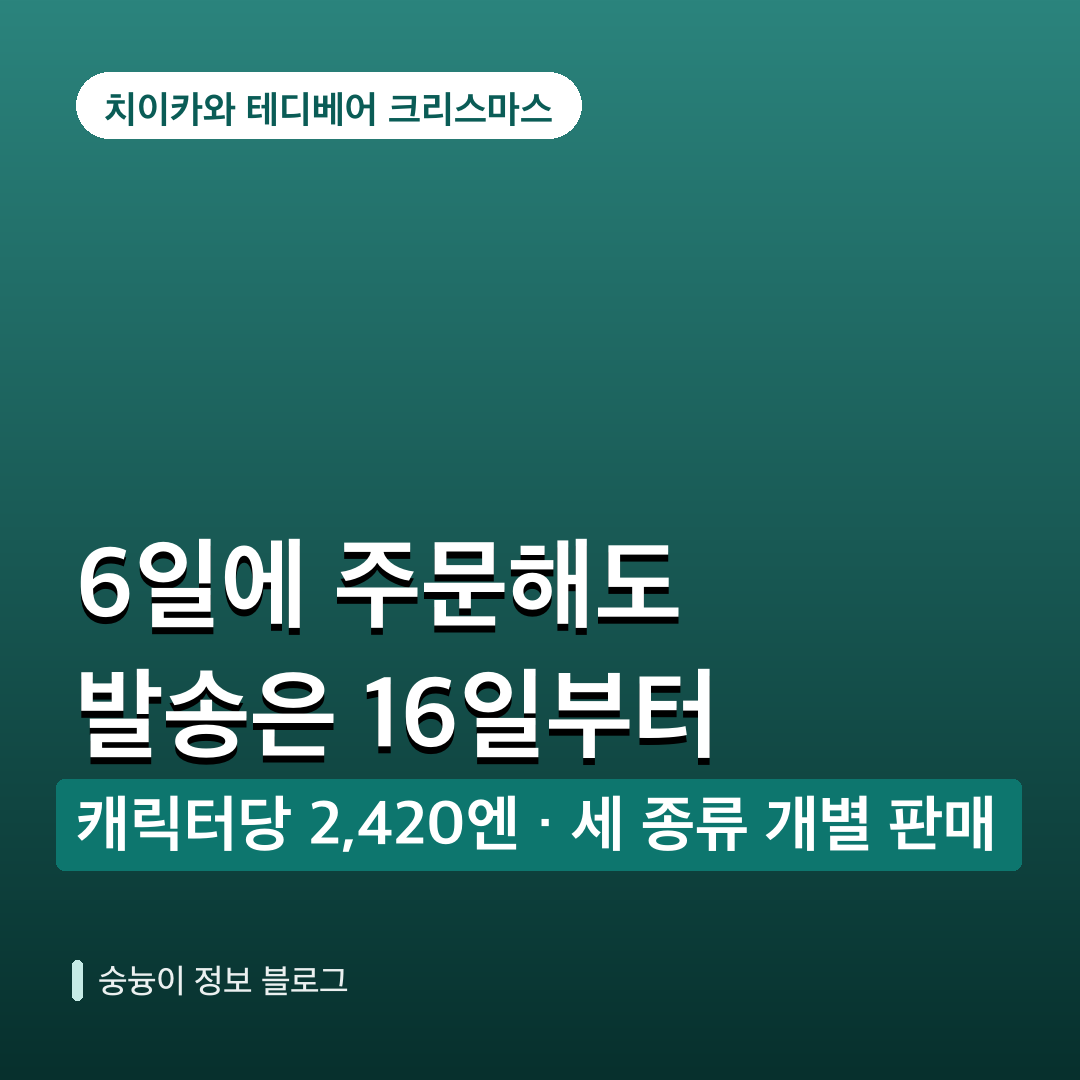 치이카와 테디베어 크리스마스
6일에 주문해도
발송은 16일부터
캐릭터당 2,420엔 · 세 종류 개별 판매
숭늉이 정보 블로그